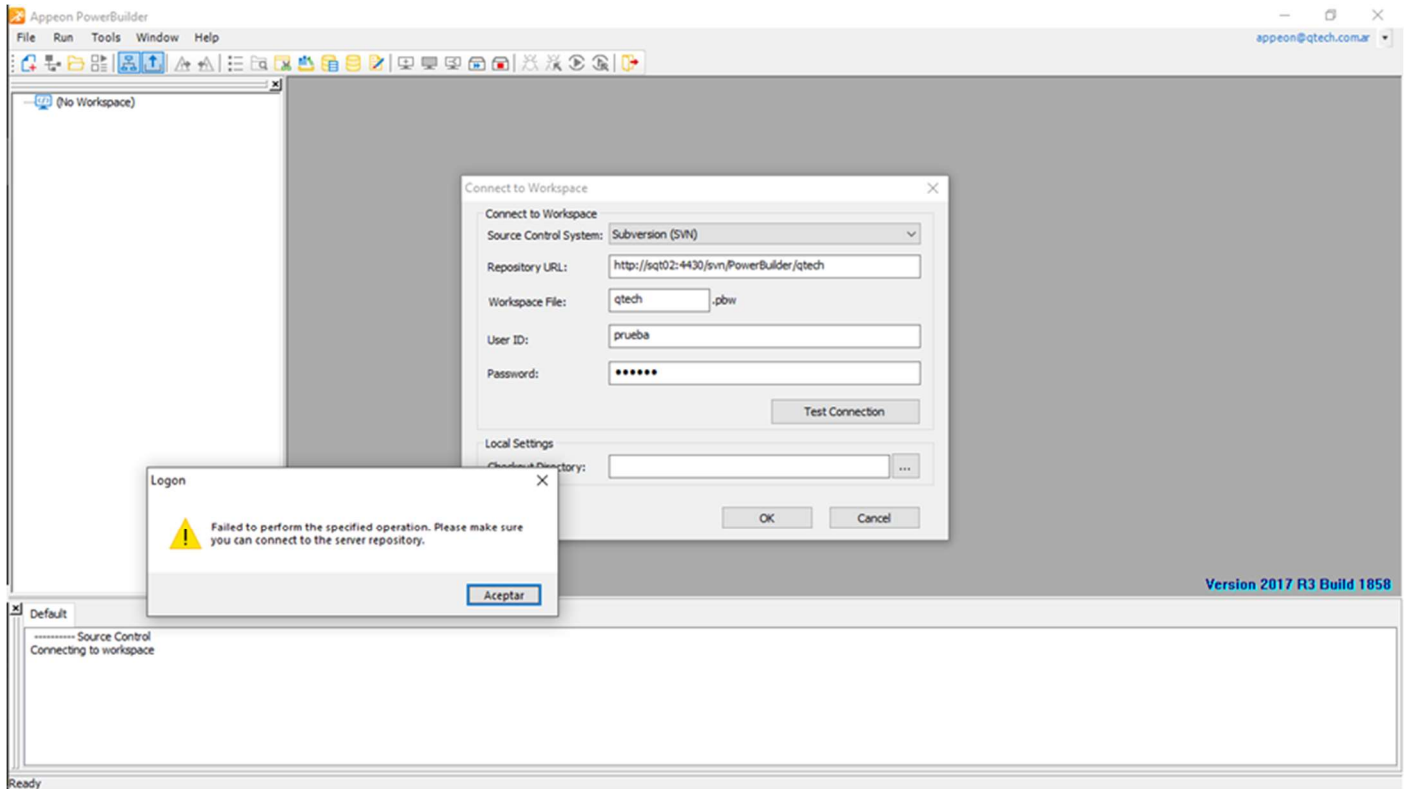 Appeon PowerBuilder
File Run Tools Window Help
appeon@qtech.com.ar
(No Workspace)
Connect to Workspace
Connect to Workspace
Source Control System: Subversion (SVN)
Repository URL: http://sqt02:4430/svn/PowerBuilder/qtech
Workspace File: qtech .pbw
User ID: prueba
Password: ••••••
Test Connection
Local Settings
Checkout Directory: ...
OK Cancel
Logon
Failed to perform the specified operation. Please make sure
you can connect to the server repository.
Aceptar
Version 2017 R3 Build 1858
Default
---------- Source Control
Connecting to workspace
Ready